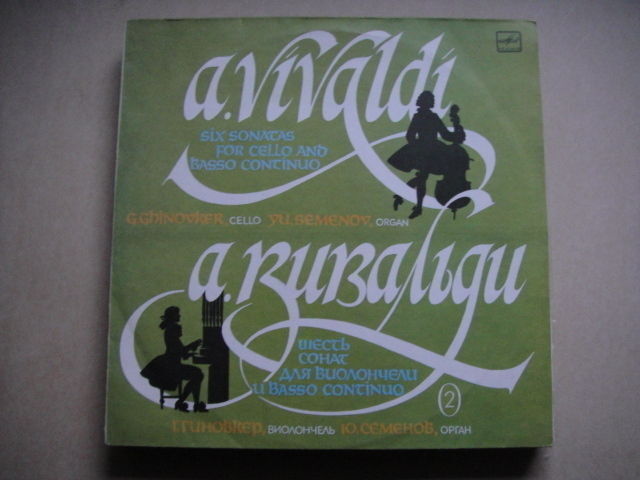 a.Vivaldi
SIX SONATAS
FOR CELLO AND
BASSO CONTINUO
G.GHINOVKER, CELLO YU.SEMENOV, ORGAN
а.Вивальди
ШЕСТЬ
СОНАТ
ДЛЯ ВИОЛОНЧЕЛИ
И BASSO CONTINUO
2
Г.ГИНОВКЕР, ВИОЛОНЧЕЛЬ Ю.СЕМЕНОВ, ОРГАН